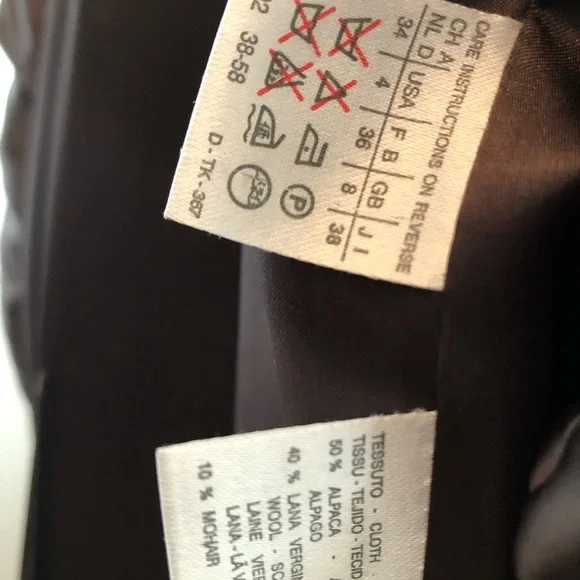 CARE INSTRUCTIONS ON REVERSE
CH A
NL D USA F B GB J I
34 4 36 8 38
P
38-58
D - TK - 367
TESSUTO - CLOTH
TISSU - TEJIDO - TECID
50 % ALPACA -
ALPAGO
40 % LANA VERGIN
WOOL - SC
LAINE VIER
LANA - LÃ V
10 % MOHAIR